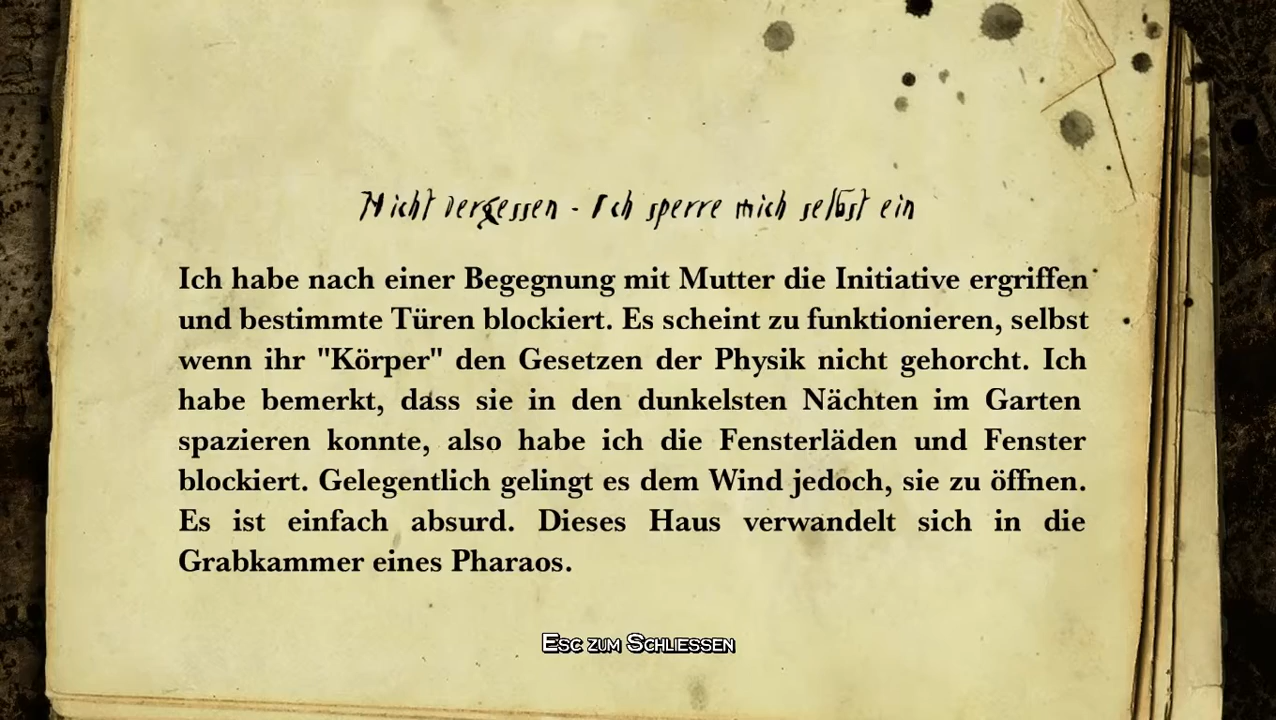 Nicht vergessen - Ich sperre mich selbst ein
Ich habe nach einer Begegnung mit Mutter die Initiative ergriffen
und bestimmte Türen blockiert. Es scheint zu funktionieren, selbst
wenn ihr "Körper" den Gesetzen der Physik nicht gehorcht. Ich
habe bemerkt, dass sie in den dunkelsten Nächten im Garten
spazieren konnte, also habe ich die Fensterläden und Fenster
blockiert. Gelegentlich gelingt es dem Wind jedoch, sie zu öffnen.
Es ist einfach absurd. Dieses Haus verwandelt sich in die
Grabkammer eines Pharaos.
Esc zum Schliessen